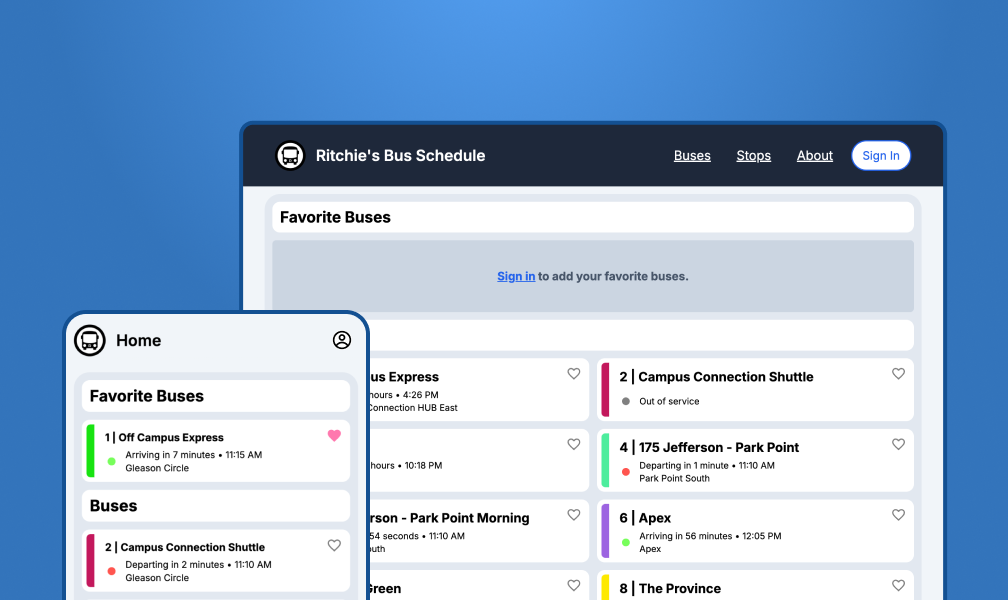 Ritchie's Bus Schedule
Buses
Stops
About
Sign In
Favorite Buses
Sign in to add your favorite buses.
Express
hours • 4:26 PM
Connection HUB East
2 | Campus Connection Shuttle
Out of service
hours • 10:18 PM
4 | 175 Jefferson - Park Point
Departing in 1 minute • 11:10 AM
Park Point South
- Park Point Morning
54 seconds • 11:10 AM
6 | Apex
Arriving in 56 minutes • 12:05 PM
Apex
Green
8 | The Province
Home
Favorite Buses
1 | Off Campus Express
Arriving in 7 minutes • 11:15 AM
Gleason Circle
Buses
2 | Campus Connection Shuttle
Departing in 2 minutes • 11:10 AM
Gleason Circle